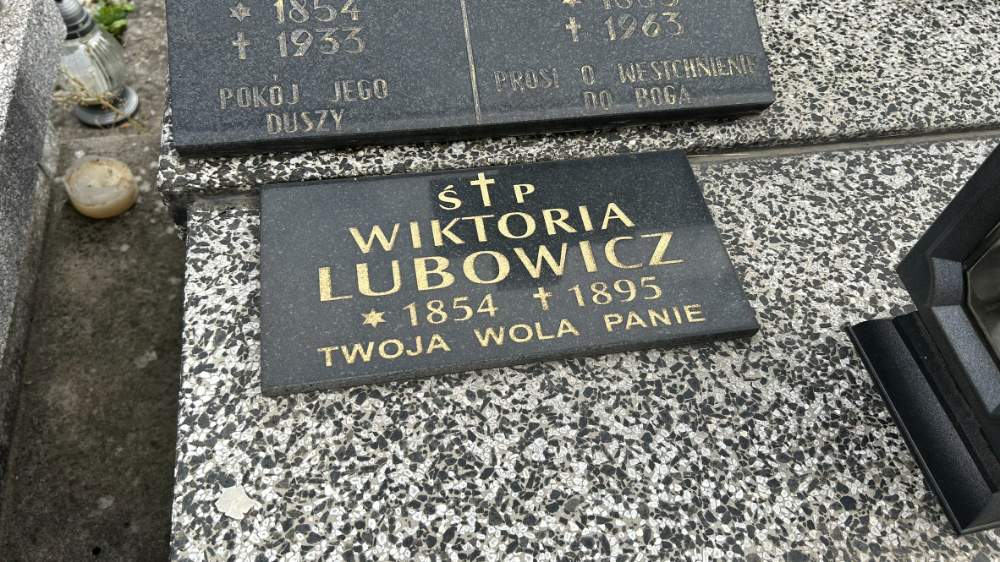 1854
1933
POKÓJ JEGO
DUSZY
1963
PROSI O WESTCHNIENIE
DO BOGA
Ś P
WIKTORIA
LUBOWICZ
1854 1895
TWOJA WOLA PANIE